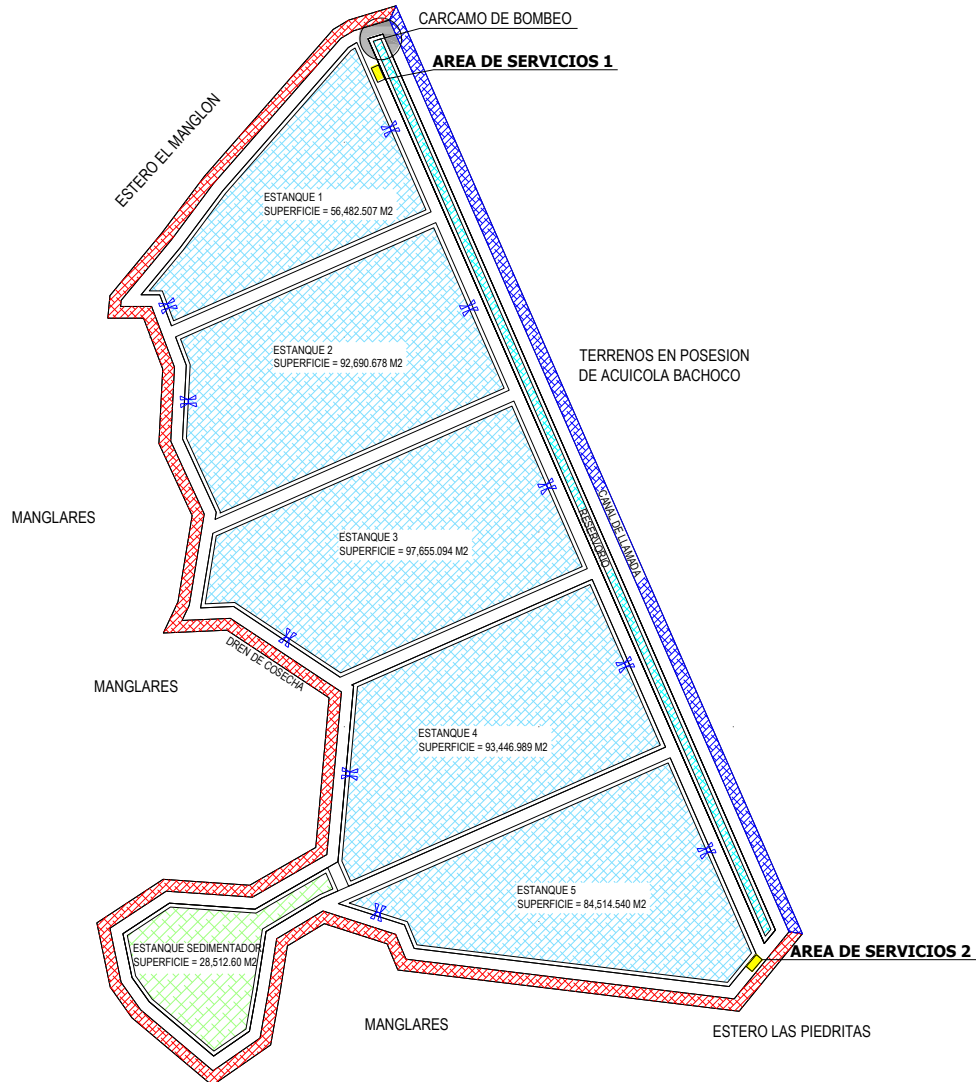 CARCAMO DE BOMBEO
AREA DE SERVICIOS 1
ESTERO EL MANGLON
ESTANQUE 1
SUPERFICIE = 56,482.507 M2
ESTANQUE 2
SUPERFICIE = 92,690.678 M2
TERRENOS EN POSESION
DE ACUICOLA BACHOCO
MANGLARES
RESERVORIO
CANAL DE LLAMADA
ESTANQUE 3
SUPERFICIE = 97,655.094 M2
DREN DE COSECHA
MANGLARES
ESTANQUE 4
SUPERFICIE = 93,446.989 M2
ESTANQUE 5
SUPERFICIE = 84,514.540 M2
ESTANQUE SEDIMENTADOR
SUPERFICIE = 28,512.60 M2
AREA DE SERVICIOS 2
MANGLARES
ESTERO LAS PIEDRITAS